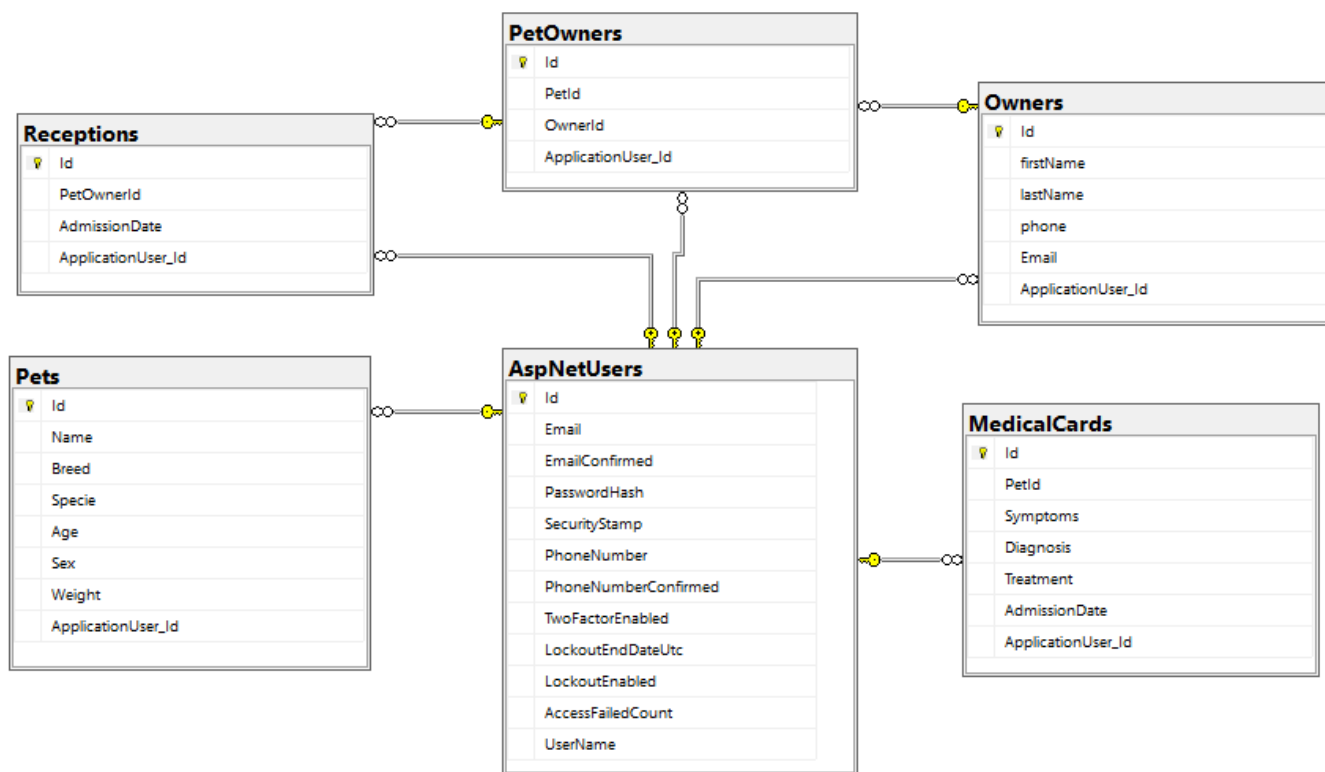 PetOwners
Id
PetId
OwnerId
ApplicationUser_Id
Owners
Id
firstName
lastName
phone
Email
ApplicationUser_Id
Receptions
Id
PetOwnerId
AdmissionDate
ApplicationUser_Id
Pets
Id
Name
Breed
Specie
Age
Sex
Weight
ApplicationUser_Id
AspNetUsers
Id
Email
EmailConfirmed
PasswordHash
SecurityStamp
PhoneNumber
PhoneNumberConfirmed
TwoFactorEnabled
LockoutEndDateUtc
LockoutEnabled
AccessFailedCount
UserName
MedicalCards
Id
PetId
Symptoms
Diagnosis
Treatment
AdmissionDate
ApplicationUser_Id